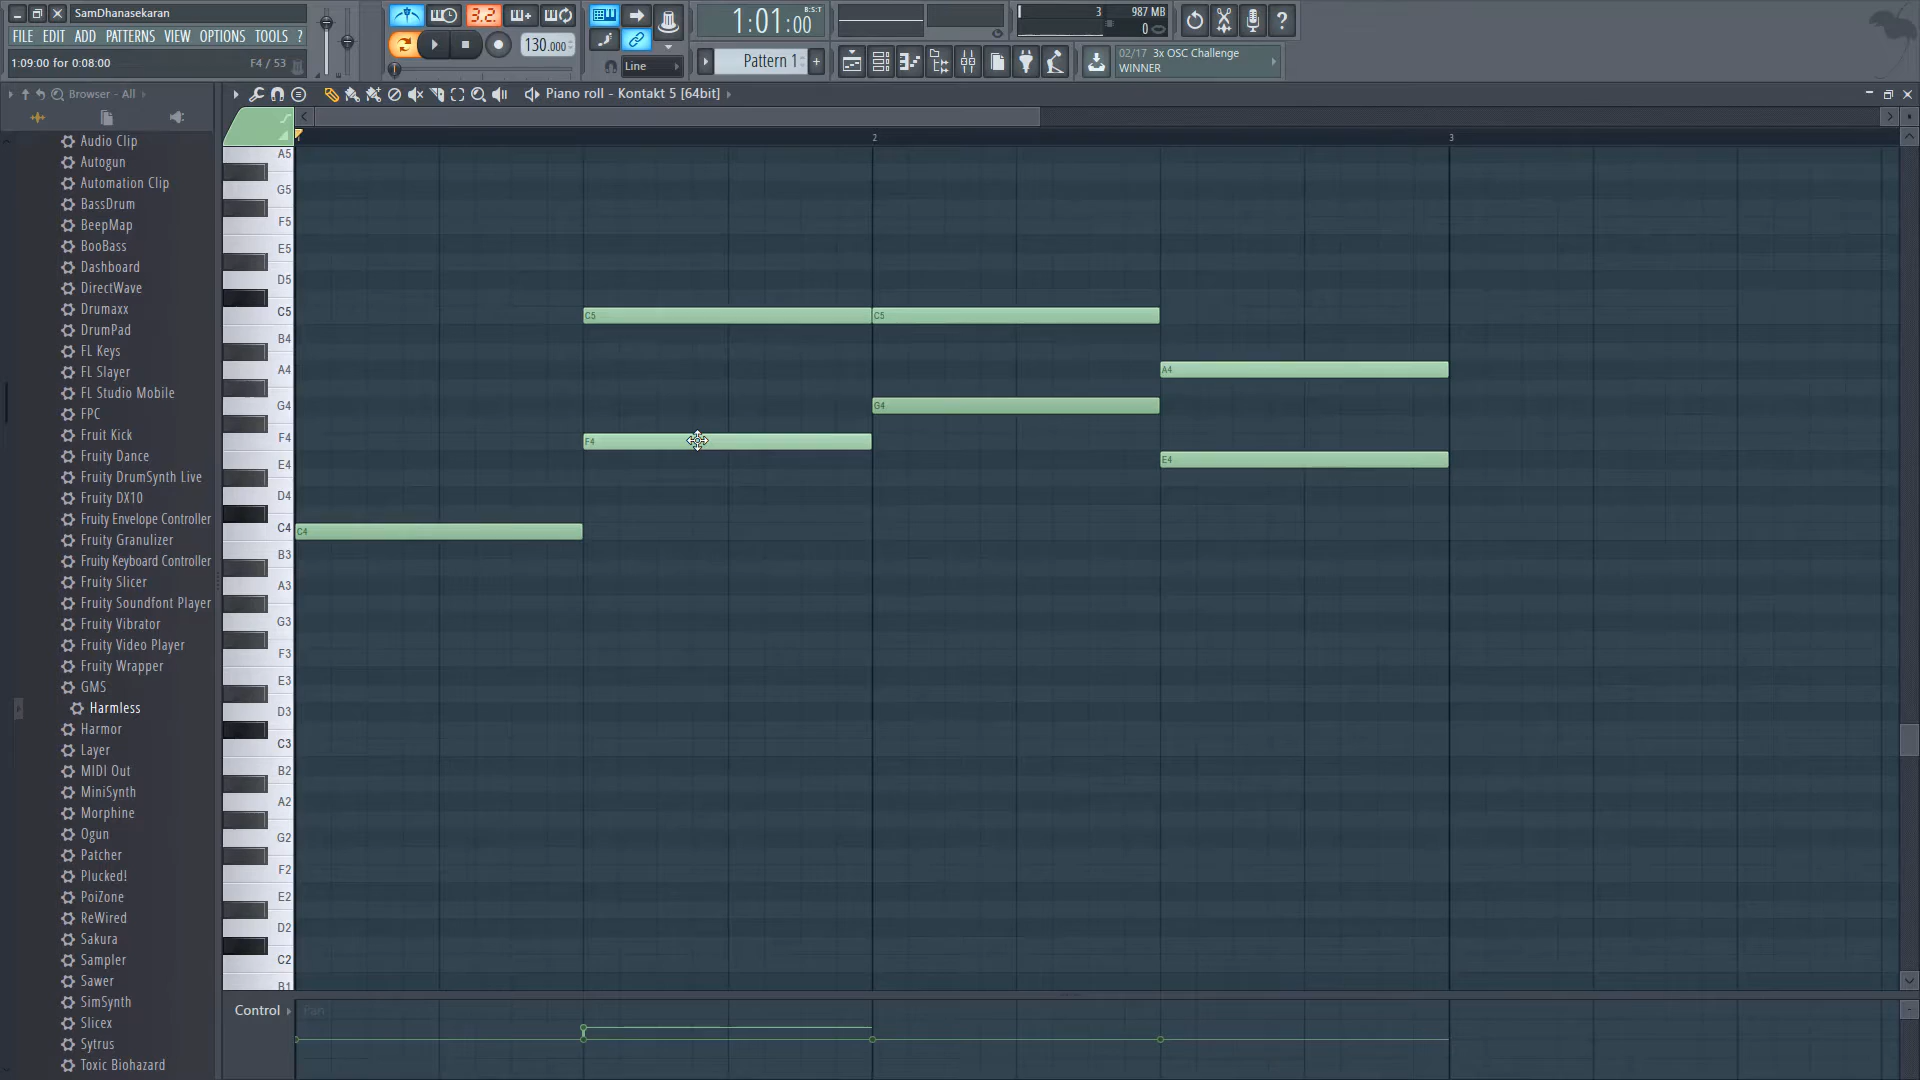 SamDhanasekaran
FILE EDIT ADD PATTERNS VIEW OPTIONS TOOLS ?
1:09:00 for 0:08:00 F4 / 53
3.2.
130.000
Line
1:01:00
B:S:T
Pattern 1
3
987 MB
0
02/17 3x OSC Challenge
WINNER
Browser - All
Piano roll - Kontakt 5 [64bit]
Audio Clip
Autogun
Automation Clip
BassDrum
BeepMap
BooBass
Dashboard
DirectWave
Drumaxx
DrumPad
FL Keys
FL Slayer
FL Studio Mobile
FPC
Fruit Kick
Fruity Dance
Fruity DrumSynth Live
Fruity DX10
Fruity Envelope Controller
Fruity Granulizer
Fruity Keyboard Controller
Fruity Slicer
Fruity Soundfont Player
Fruity Vibrator
Fruity Video Player
Fruity Wrapper
GMS
Harmless
Harmor
Layer
MIDI Out
MiniSynth
Morphine
Ogun
Patcher
Plucked!
PoiZone
ReWired
Sakura
Sampler
Sawer
SimSynth
Slicex
Sytrus
Toxic Biohazard
2
3
A5
G5
F5
E5
D5
C5
B4
A4
G4
F4
E4
D4
C4
B3
A3
G3
F3
E3
D3
C3
B2
A2
G2
F2
E2
D2
C2
B1
C5
C5
A4
G4
F4
E4
C4
Control